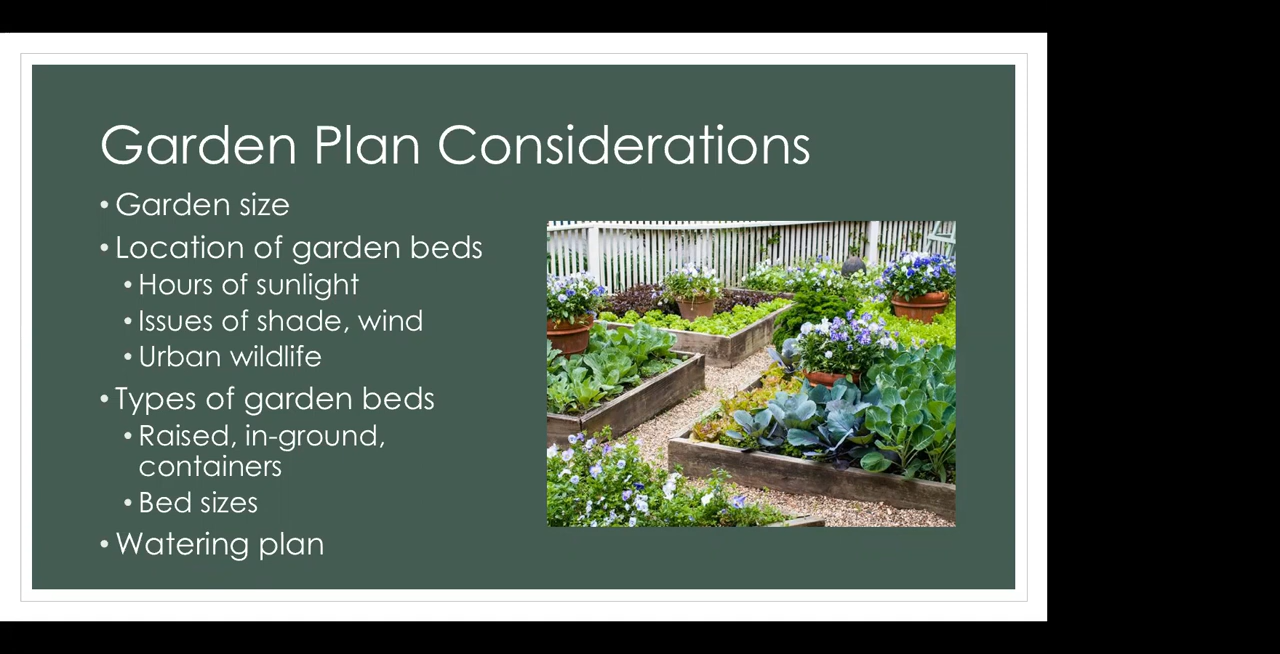 Garden Plan Considerations
• Garden size
• Location of garden beds
• Hours of sunlight
• Issues of shade, wind
• Urban wildlife
• Types of garden beds
• Raised, in-ground,
containers
• Bed sizes
• Watering plan